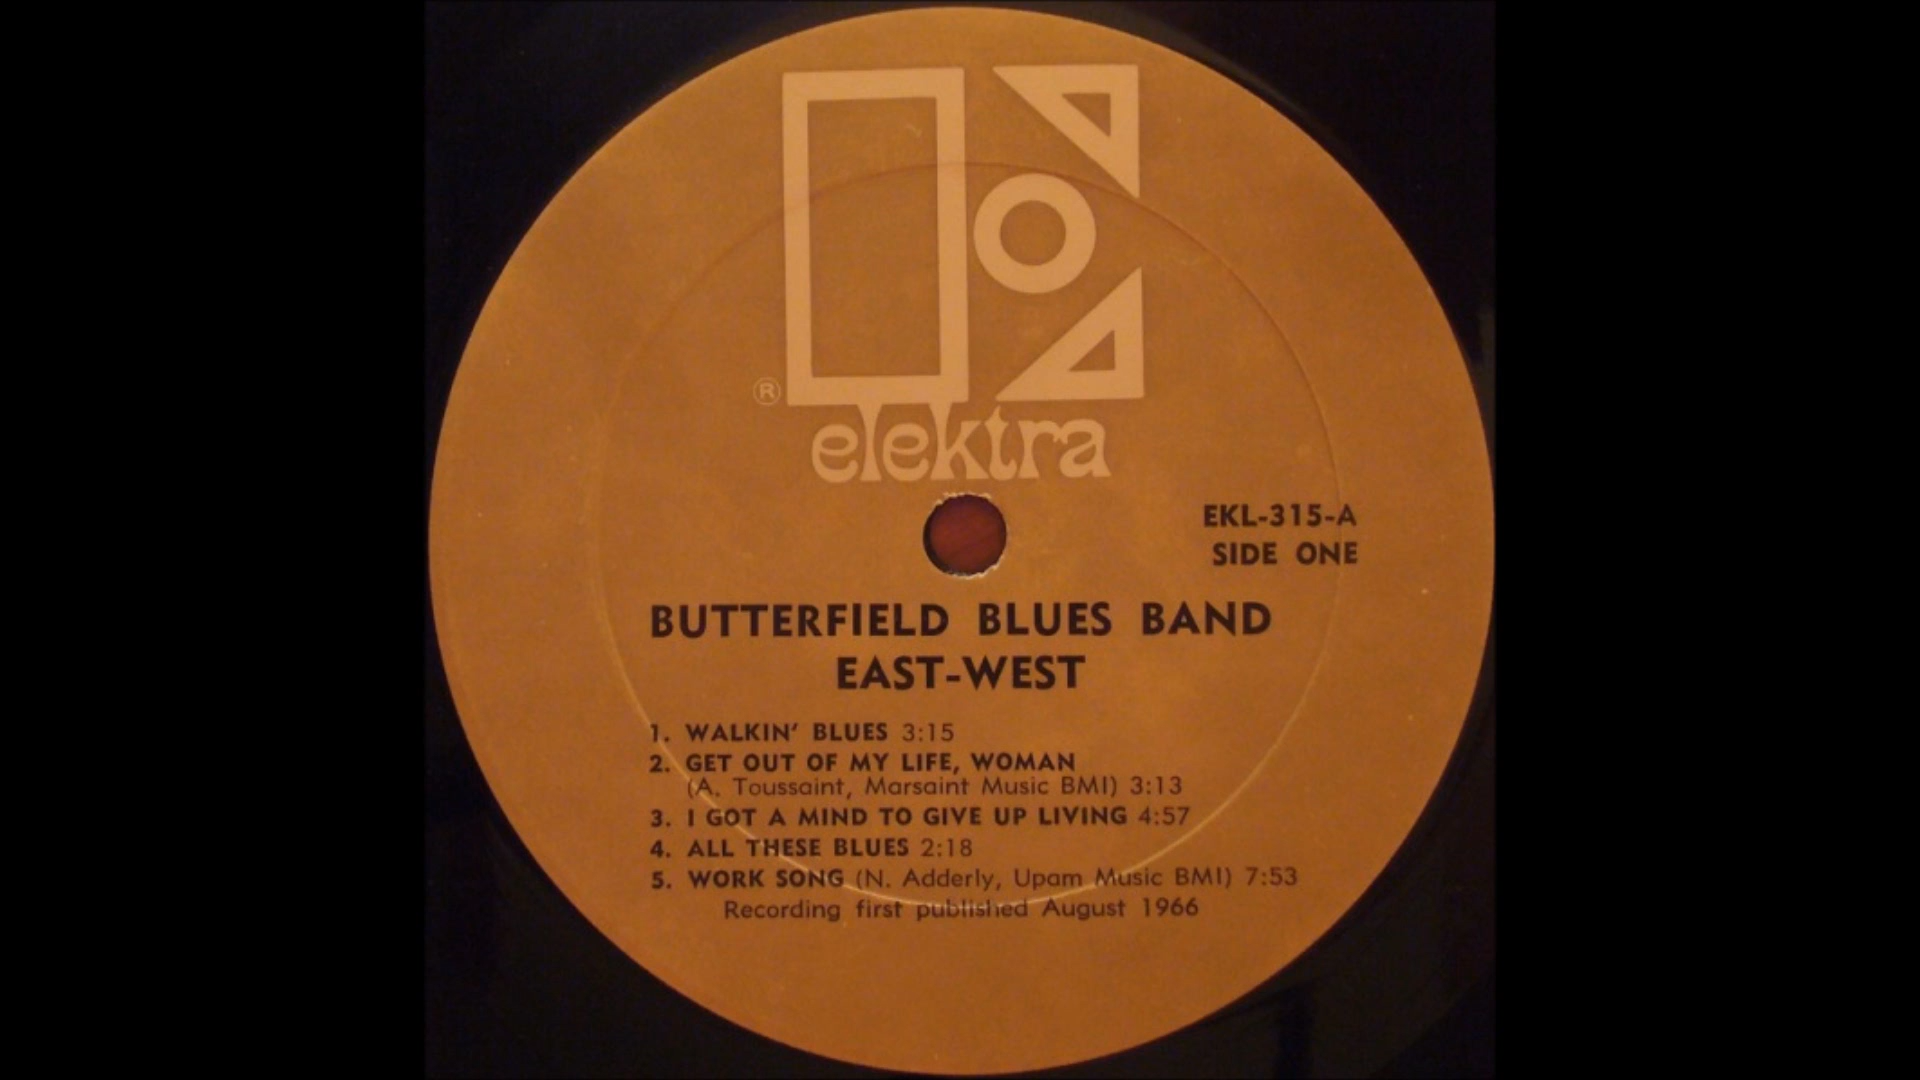 ®
elektra
EKL-315-A
SIDE ONE
BUTTERFIELD BLUES BAND
EAST-WEST
1. WALKIN' BLUES 3:15
2. GET OUT OF MY LIFE, WOMAN
(A. Toussaint, Marsaint Music BMI) 3:13
3. I GOT A MIND TO GIVE UP LIVING 4:57
4. ALL THESE BLUES 2:18
5. WORK SONG (N. Adderly, Upam Music BMI) 7:53
Recording first published August 1966